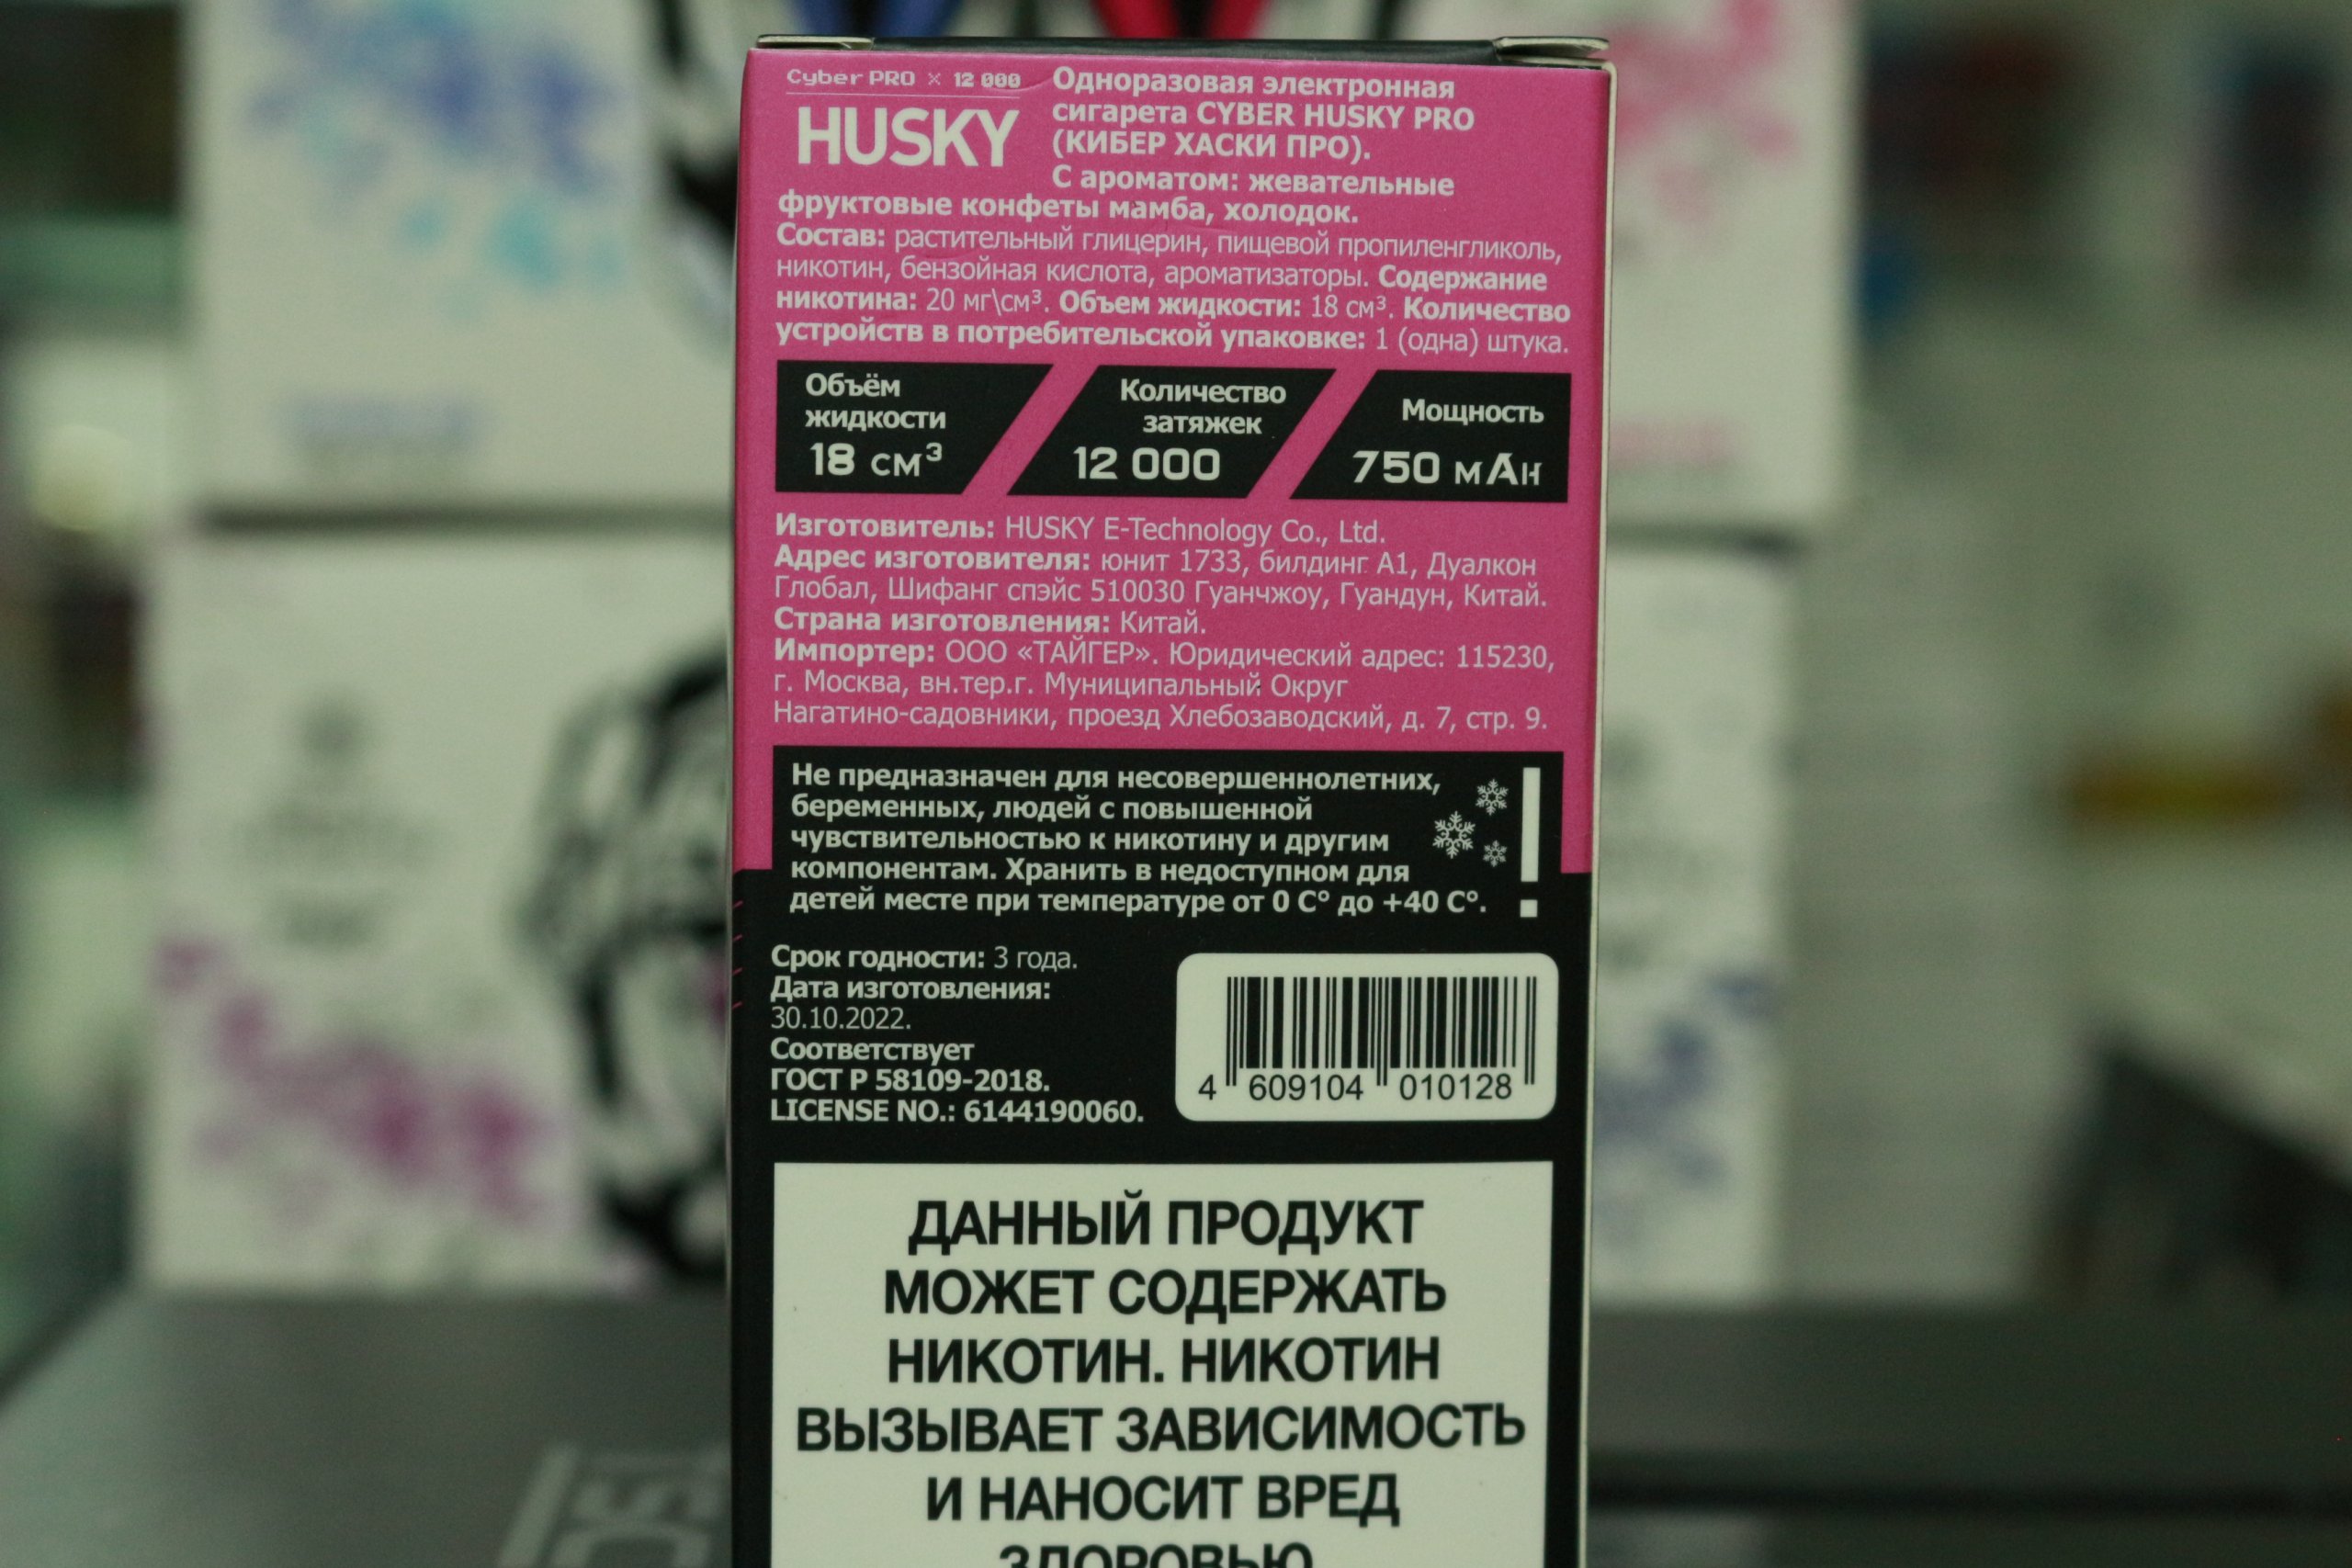 Cyber PRO × 12 000
HUSKY
Одноразовая электронная
сигарета CYBER HUSKY PRO
(КИБЕР ХАСКИ ПРО).
С ароматом: жевательные
фруктовые конфеты мамба, холодок.
Состав: растительный глицерин, пищевой пропиленгликоль,
никотин, бензойная кислота, ароматизаторы. Содержание
никотина: 20 мг\см³. Объем жидкости: 18 см³. Количество
устройств в потребительской упаковке: 1 (одна) штука.
Объём
жидкости
18 см³
Количество
затяжек
12 000
Мощность
750 мАн
Изготовитель: HUSKY E-Technology Co., Ltd.
Адрес изготовителя: юнит 1733, билдинг А1, Дуалкон
Глобал, Шифанг спэйс 510030 Гуанчжоу, Гуандун, Китай.
Страна изготовления: Китай.
Импортер: ООО «ТАЙГЕР». Юридический адрес: 115230,
г. Москва, вн.тер.г. Муниципальный Округ
Нагатино-садовники, проезд Хлебозаводский, д. 7, стр. 9.
Не предназначен для несовершеннолетних,
беременных, людей с повышенной
чувствительностью к никотину и другим
компонентам. Хранить в недоступном для
детей месте при температуре от 0 С° до +40 С°.
!
Срок годности: 3 года.
Дата изготовления:
30.10.2022.
Соответствует
ГОСТ Р 58109-2018.
LICENSE NO.: 6144190060.
4 609104 010128
ДАННЫЙ ПРОДУКТ
МОЖЕТ СОДЕРЖАТЬ
НИКОТИН. НИКОТИН
ВЫЗЫВАЕТ ЗАВИСИМОСТЬ
И НАНОСИТ ВРЕД
ЗДОРОВЬЮ